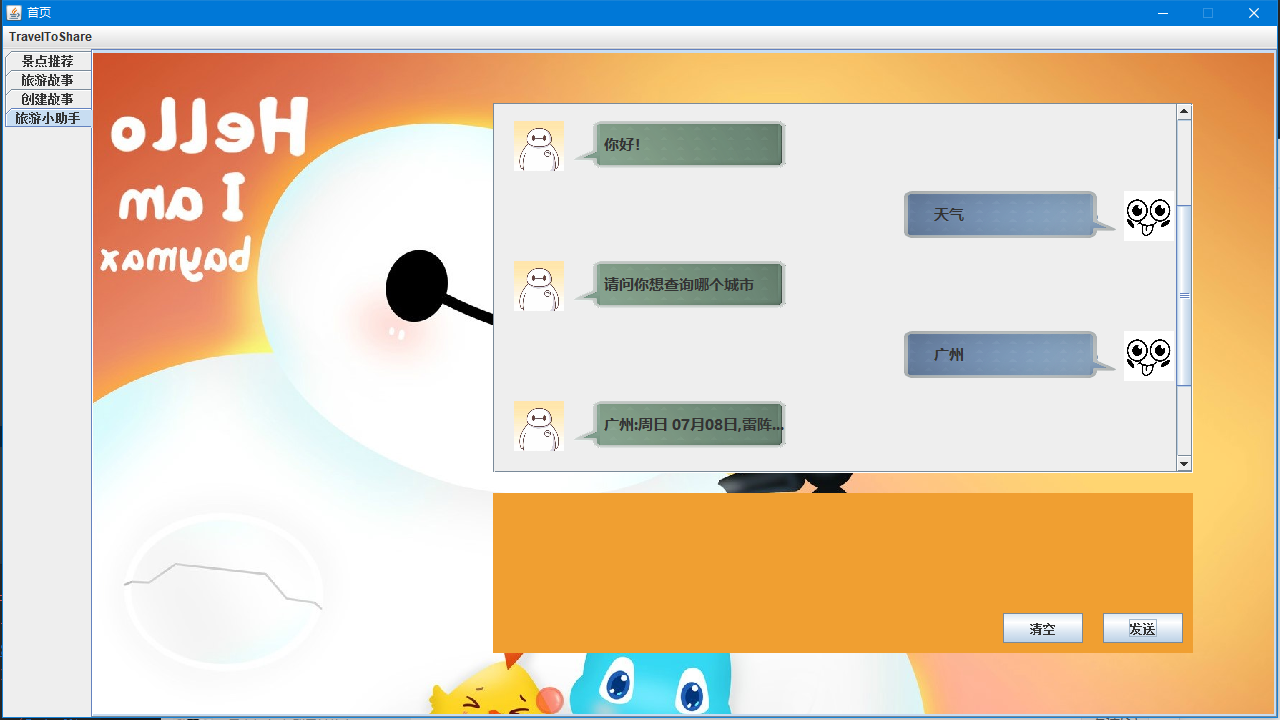 首页
TravelToShare
景点推荐
旅游故事
创建故事
旅游小助手
Hello
I am
baymax
你好！
天气
请问你想查询哪个城市
广州
广州:周日 07月08日,雷阵...
清空
发送